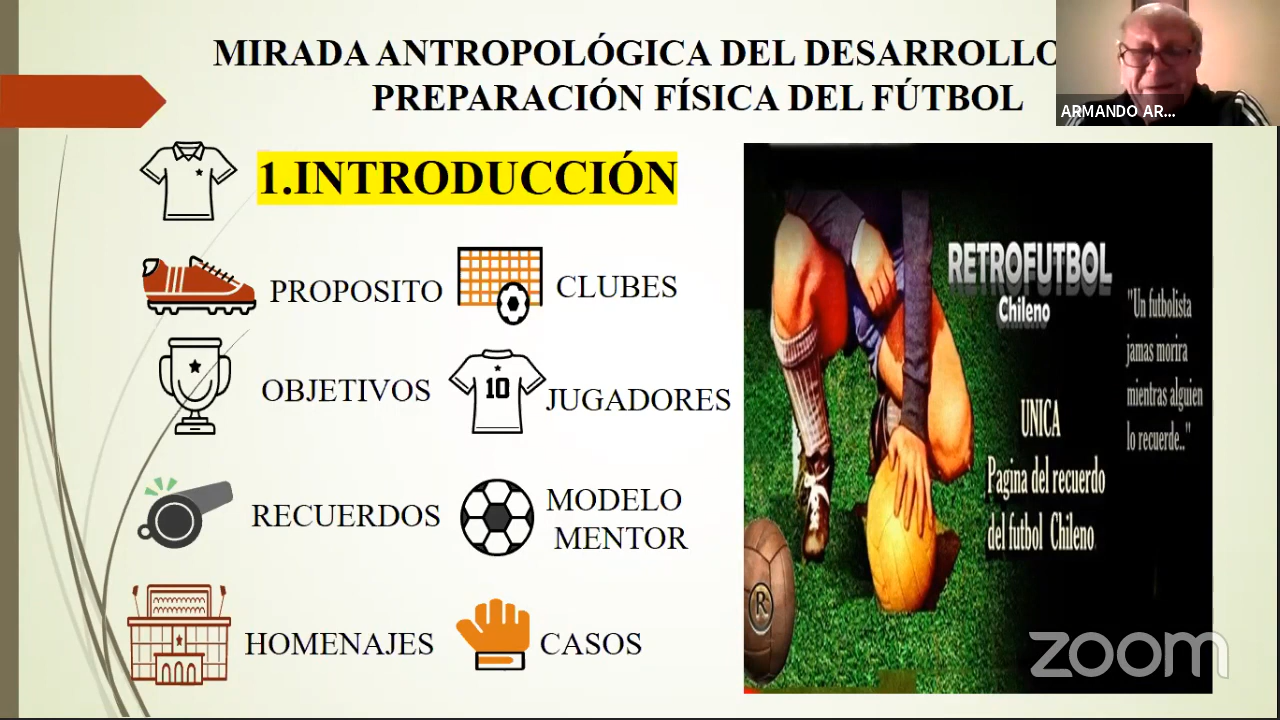 MIRADA ANTROPOLÓGICA DEL DESARROLLO
PREPARACIÓN FÍSICA DEL FÚTBOL
ARMANDO AR...
1.INTRODUCCIÓN
PROPOSITO
CLUBES
OBJETIVOS
10
JUGADORES
RECUERDOS
MODELO
MENTOR
HOMENAJES
CASOS
RETROFUTBOL
Chileno
"Un futbolista
jamas morira
mientras alguien
lo recuerde.."
UNICA
Pagina del recuerdo
del futbol Chileno
R
zoom